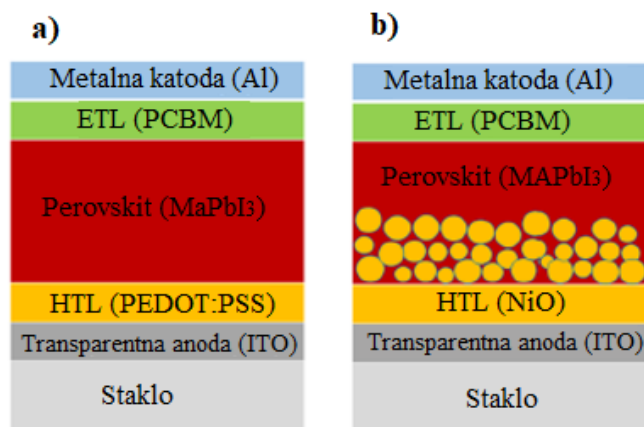 a)
Metalna katoda (Al)
ETL (PCBM)
Perovskit (MaPbI3)
HTL (PEDOT:PSS)
Transparentna anoda (ITO)
Staklo
b)
Metalna katoda (Al)
ETL (PCBM)
Perovskit (MAPbI3)
HTL (NiO)
Transparentna anoda (ITO)
Staklo